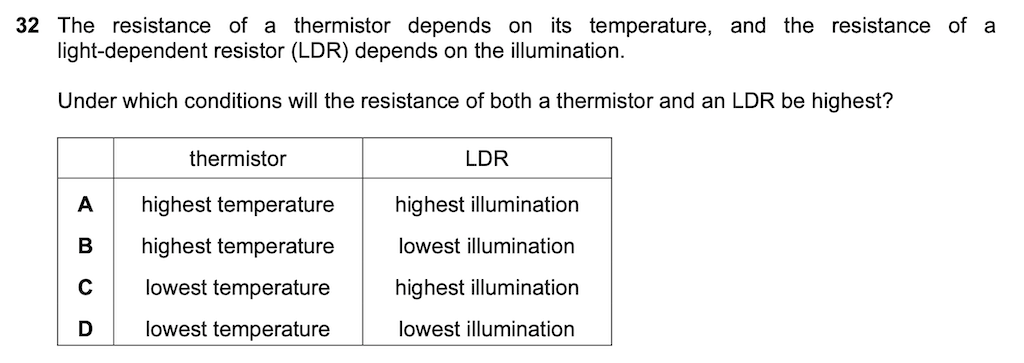 32 The resistance of a thermistor depends on its temperature, and the resistance of a
light-dependent resistor (LDR) depends on the illumination.
Under which conditions will the resistance of both a thermistor and an LDR be highest?
thermistor LDR
A highest temperature highest illumination
B highest temperature lowest illumination
C lowest temperature highest illumination
D lowest temperature lowest illumination